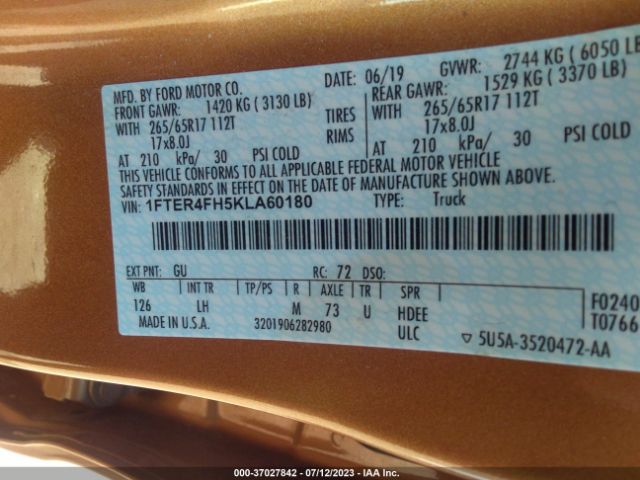 MFD. BY FORD MOTOR CO. DATE: 06/19 GVWR: 2744 KG ( 6050 LB
FRONT GAWR: 1420 KG ( 3130 LB) REAR GAWR: 1529 KG ( 3370 LB)
WITH 265/65R17 112T TIRES WITH 265/65R17 112T
17x8.0J RIMS 17x8.0J
AT 210 kPa/ 30 PSI COLD AT 210 kPa/ 30 PSI COLD
THIS VEHICLE CONFORMS TO ALL APPLICABLE FEDERAL MOTOR VEHICLE
SAFETY STANDARDS IN EFFECT ON THE DATE OF MANUFACTURE SHOWN ABOVE.
VIN: 1FTER4FH5KLA60180 TYPE: Truck
EXT PNT: GU RC: 72 DSO:
WB INT TR TP/PS R AXLE TR SPR
126 LH M 73 U HDEE
MADE IN U.S.A. 3201906282980 ULC
F0240
T0766
▽ 5U5A-3520472-AA
000-37027842 - 07/12/2023 - IAA Inc.